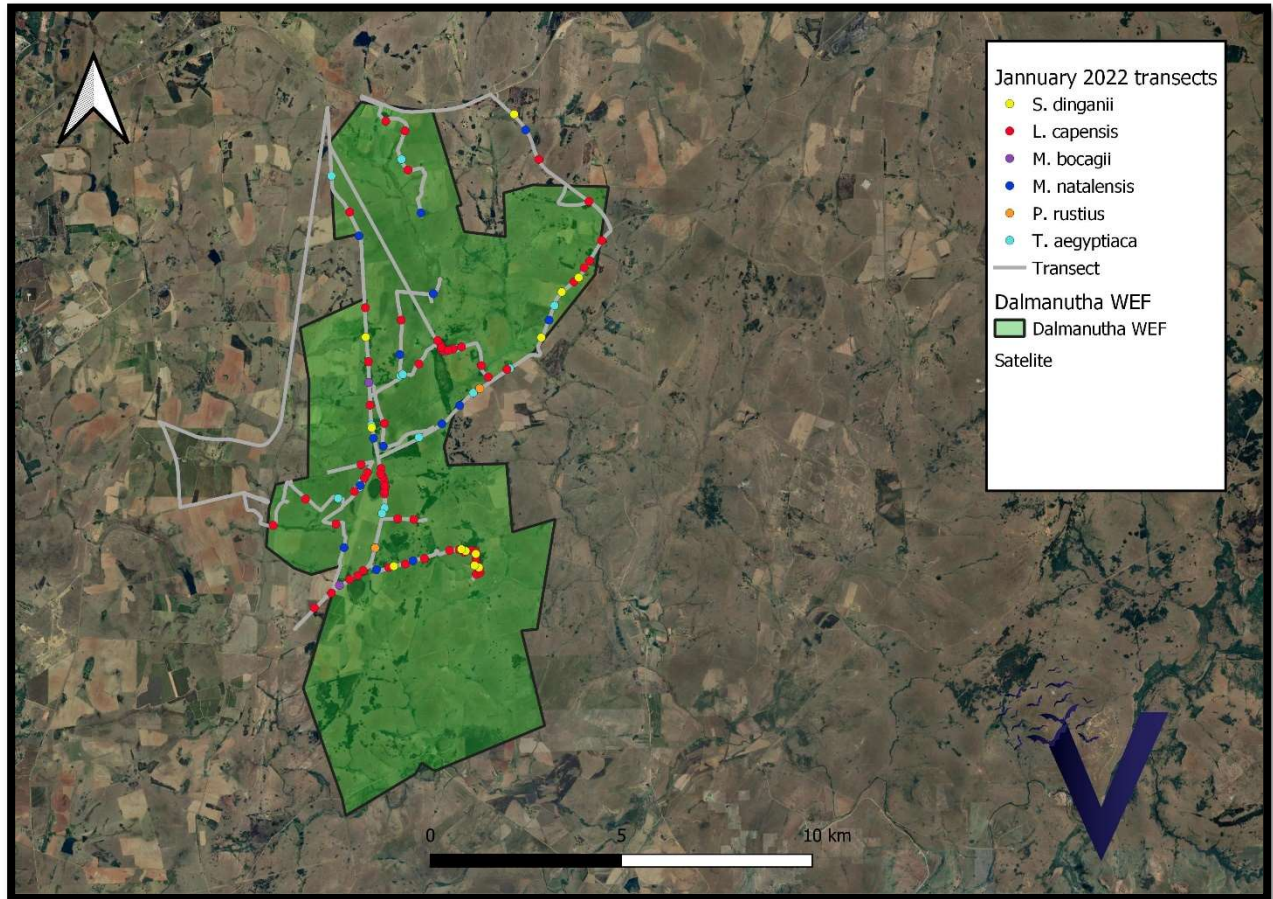 Jannuary 2022 transects
S. dinganii
L. capensis
M. bocagii
M. natalensis
P. rustius
T. aegyptiaca
Transect
Dalmanutha WEF
Dalmanutha WEF
Satelite
0 5 10 km
V